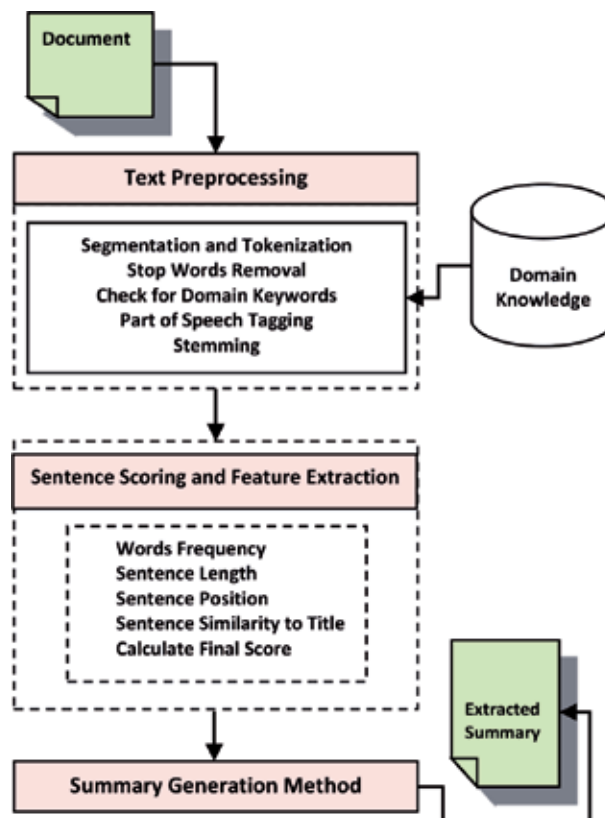 Document
Text Preprocessing
Segmentation and Tokenization
Stop Words Removal
Check for Domain Keywords
Part of Speech Tagging
Stemming
Domain
Knowledge
Sentence Scoring and Feature Extraction
Words Frequency
Sentence Length
Sentence Position
Sentence Similarity to Title
Calculate Final Score
Extracted
Summary
Summary Generation Method